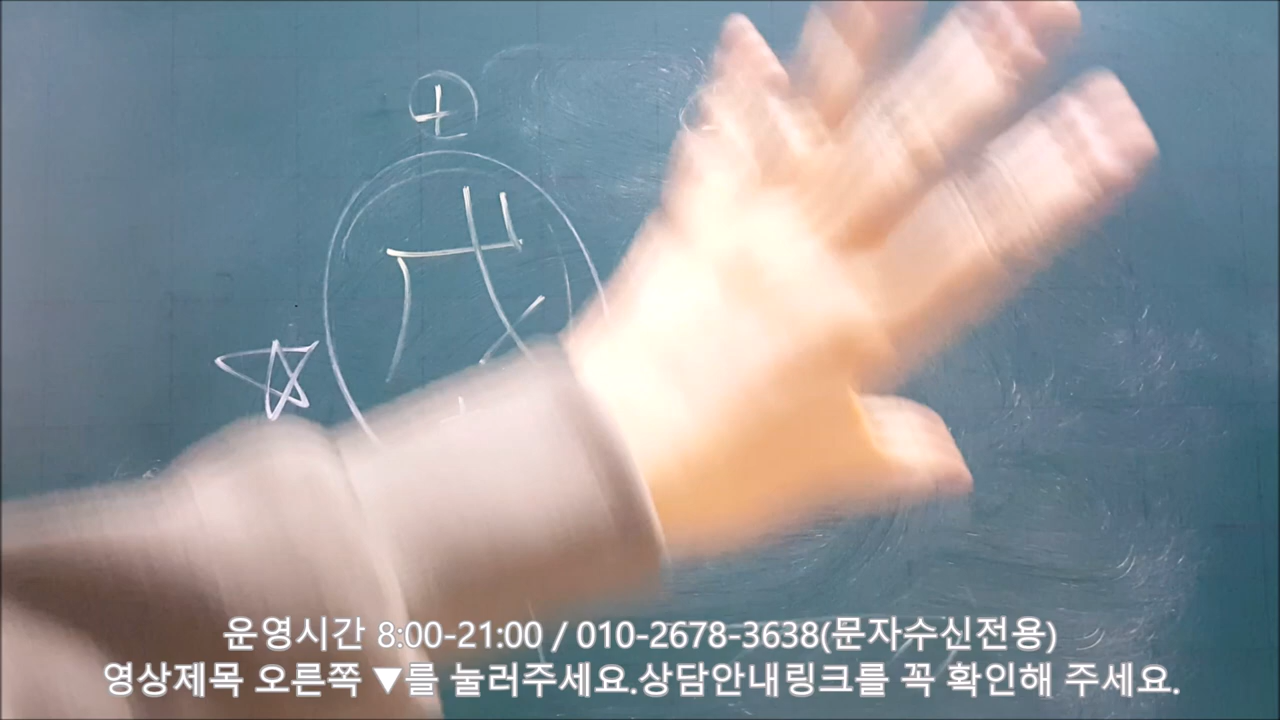 土
戊
운영시간 8:00-21:00 / 010-2678-3638(문자수신전용)
영상제목 오른쪽 ▼를 눌러주세요.상담안내링크를 꼭 확인해 주세요.